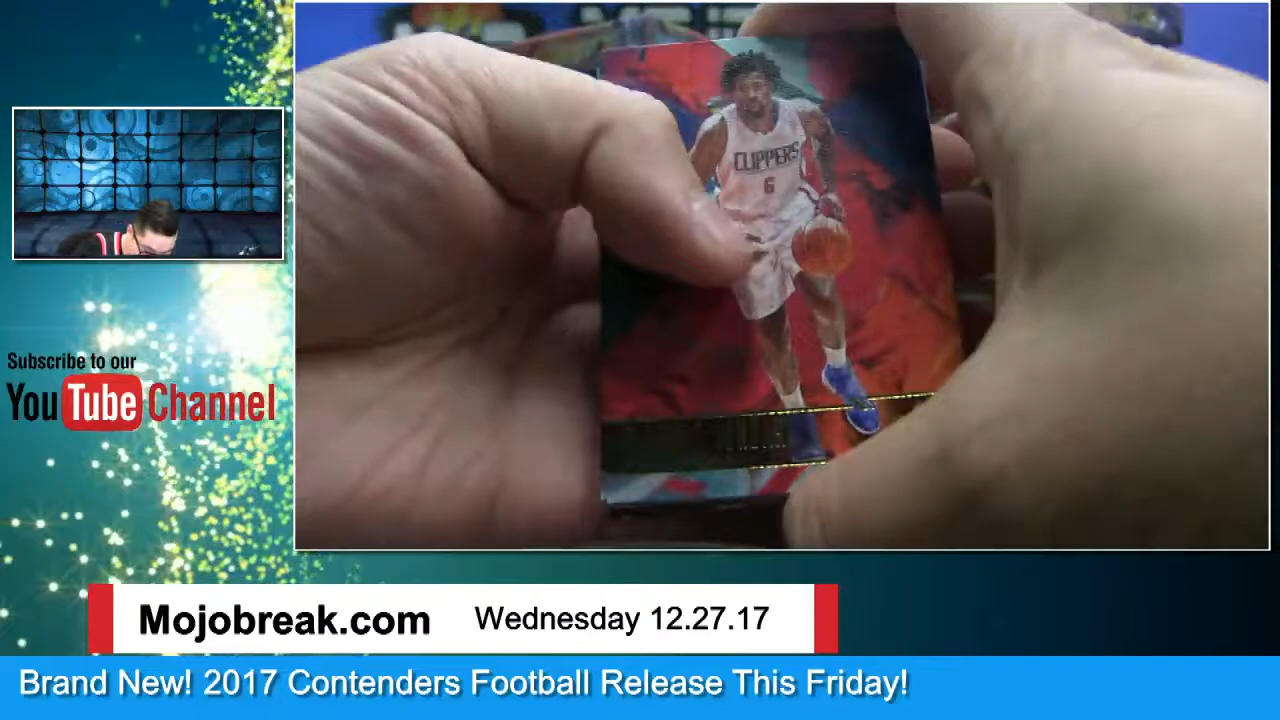 CLIPPERS
6
Subscribe to our
YouTube Channel
Mojobreak.com
Wednesday 12.27.17
Brand New! 2017 Contenders Football Release This Friday!